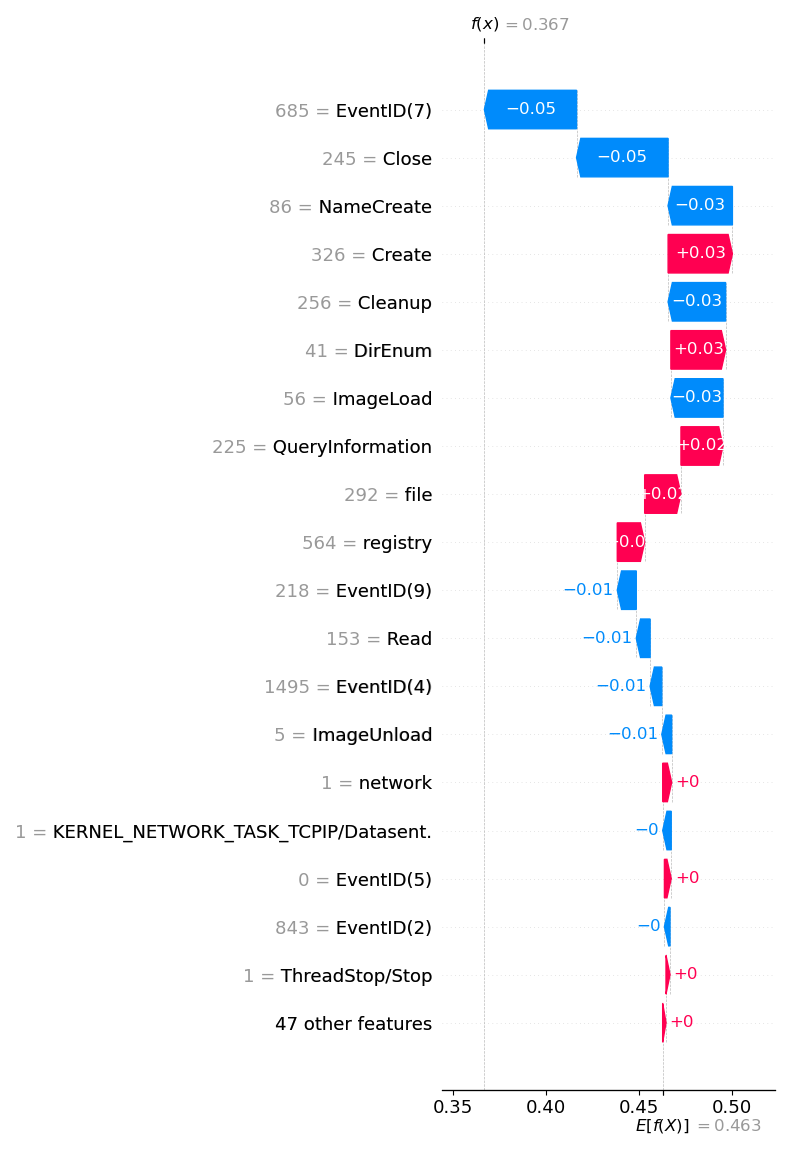 f(x) = 0.367
685 = EventID(7) −0.05
245 = Close −0.05
86 = NameCreate −0.03
326 = Create +0.03
256 = Cleanup −0.03
41 = DirEnum +0.03
56 = ImageLoad −0.03
225 = QueryInformation +0.02
292 = file +0.02
564 = registry
218 = EventID(9) −0.01
153 = Read −0.01
1495 = EventID(4) −0.01
5 = ImageUnload −0.01
1 = network +0
1 = KERNEL_NETWORK_TASK_TCPIP/Datasent. −0
0 = EventID(5) +0
843 = EventID(2) −0
1 = ThreadStop/Stop +0
47 other features +0
0.35 0.40 0.45 0.50
E[f(X)] = 0.463